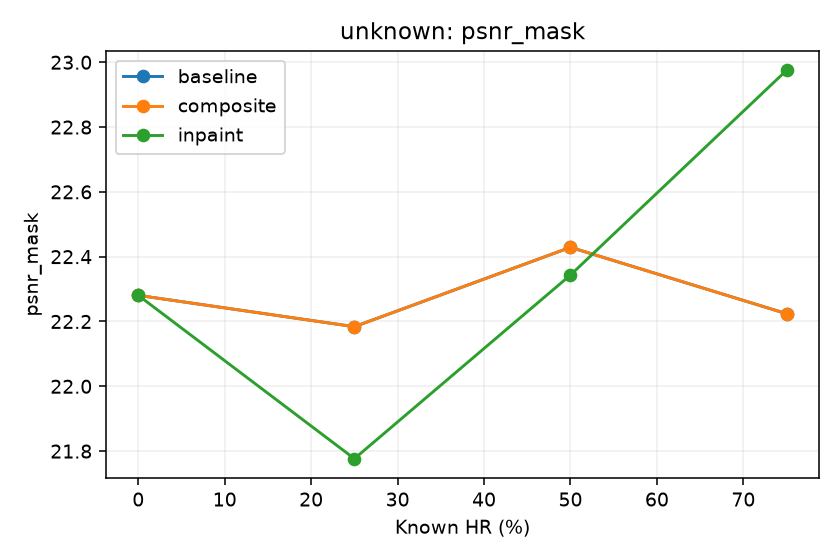 unknown: psnr_mask
baseline
composite
inpaint
psnr_mask
23.0
22.8
22.6
22.4
22.2
22.0
21.8
0 10 20 30 40 50 60 70
Known HR (%)